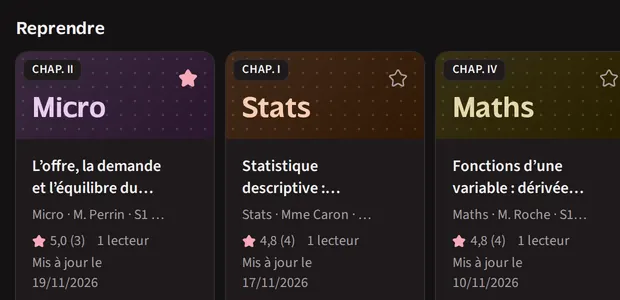 Reprendre
CHAP. II
Micro
L’offre, la demande
et l’équilibre du…
Micro · M. Perrin · S1 …
5,0 (3) 1 lecteur
Mis à jour le
19/11/2026
CHAP. I
Stats
Statistique
descriptive :…
Stats · Mme Caron · …
4,8 (4) 1 lecteur
Mis à jour le
17/11/2026
CHAP. IV
Maths
Fonctions d’une
variable : dérivée…
Maths · M. Roche · S1…
4,8 (4) 1 lecteur
Mis à jour le
10/11/2026